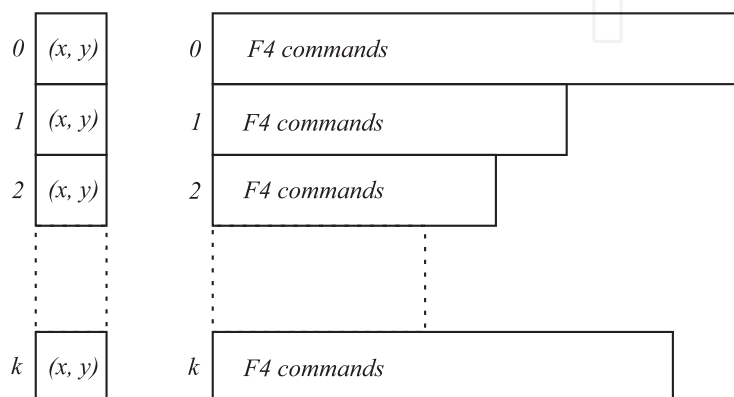 0 (x, y) 0 F4 commands
1 (x, y) 1 F4 commands
2 (x, y) 2 F4 commands
k (x, y) k F4 commands